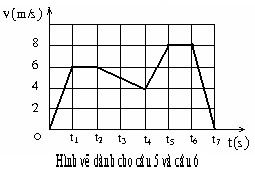 v(m/s)
8
6
4
2
O t₁ t₂ t₃ t₄ t₅ t₆ t₇ t(s)
Hình vẽ dành cho câu 5 và câu 6